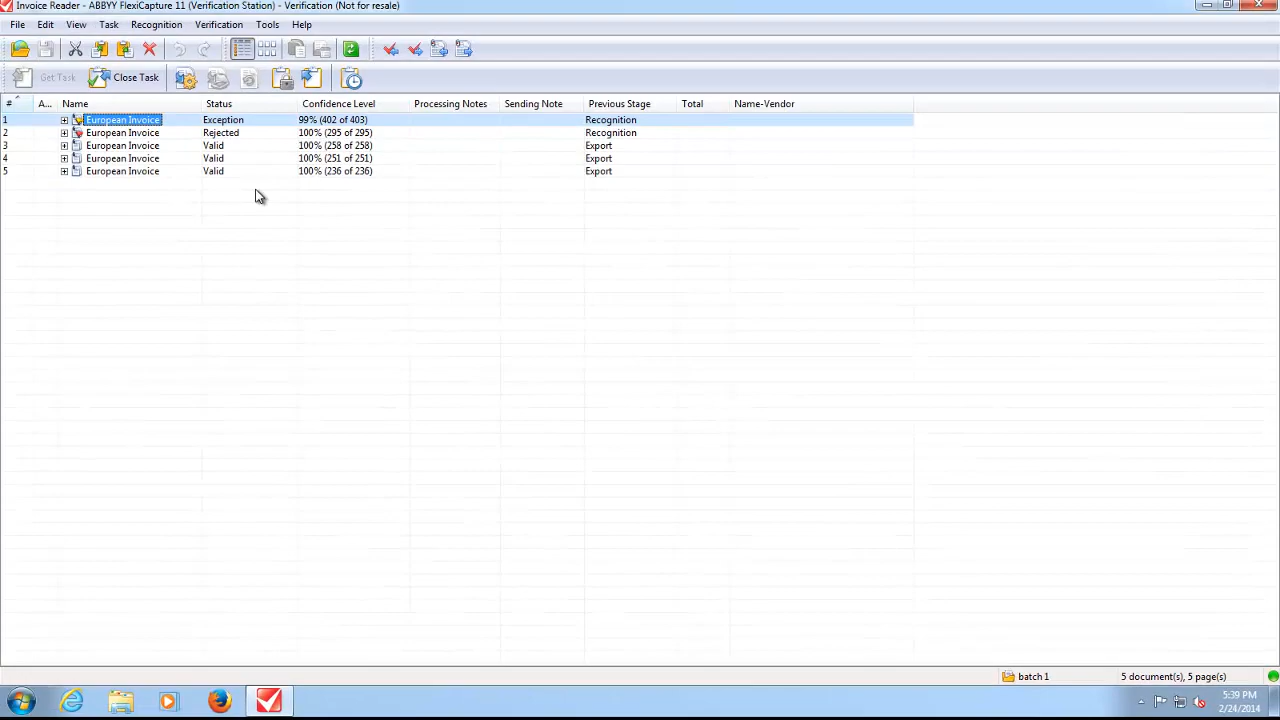 Invoice Reader - ABBYY FlexiCapture 11 (Verification Station) - Verification (Not for resale)
File Edit View Task Recognition Verification Tools Help
Get Task Close Task
# A... Name Status Confidence Level Processing Notes Sending Note Previous Stage Total Name-Vendor
1 European Invoice Exception 99% (402 of 403) Recognition
2 European Invoice Rejected 100% (295 of 295) Recognition
3 European Invoice Valid 100% (258 of 258) Export
4 European Invoice Valid 100% (251 of 251) Export
5 European Invoice Valid 100% (236 of 236) Export
batch 1 5 document(s), 5 page(s)
5:39 PM
2/24/2014